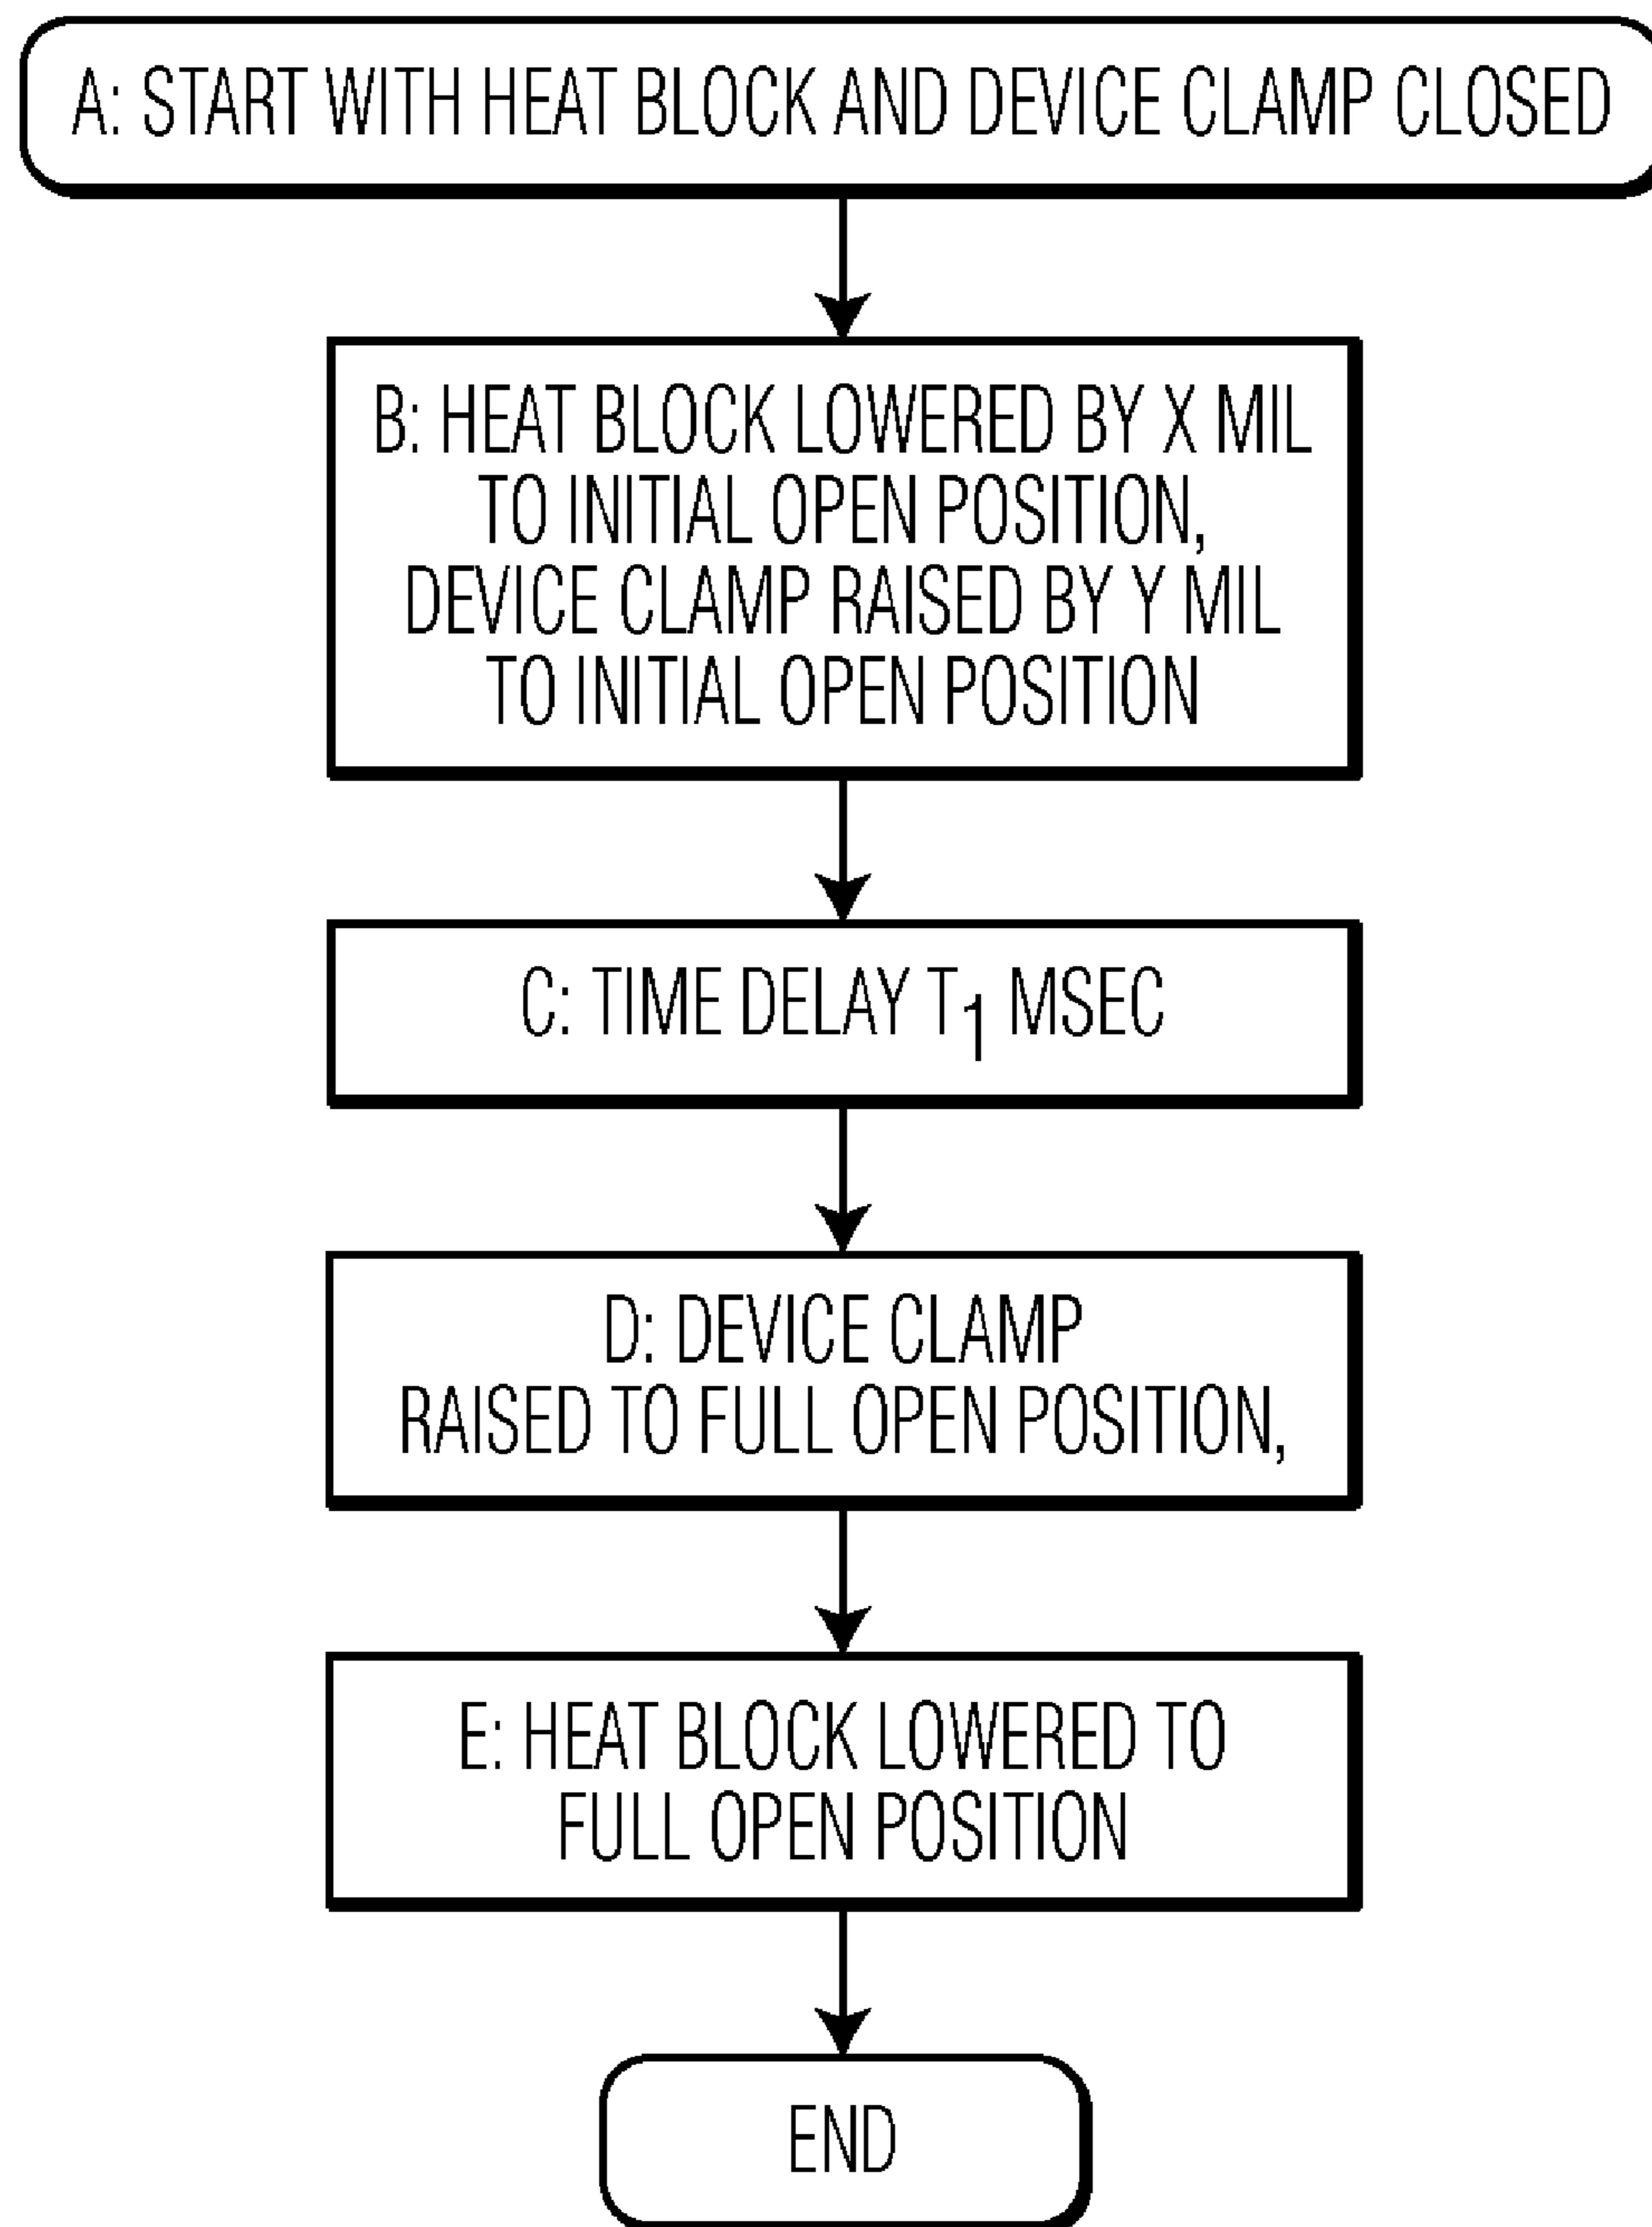 A: START WITH HEAT BLOCK AND DEVICE CLAMP CLOSED
B: HEAT BLOCK LOWERED BY X MIL
TO INITIAL OPEN POSITION,
DEVICE CLAMP RAISED BY Y MIL
TO INITIAL OPEN POSITION
C: TIME DELAY T₁ MSEC
D: DEVICE CLAMP
RAISED TO FULL OPEN POSITION,
E: HEAT BLOCK LOWERED TO
FULL OPEN POSITION
END